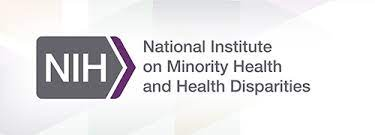 NIH
National Institute
on Minority Health
and Health Disparities